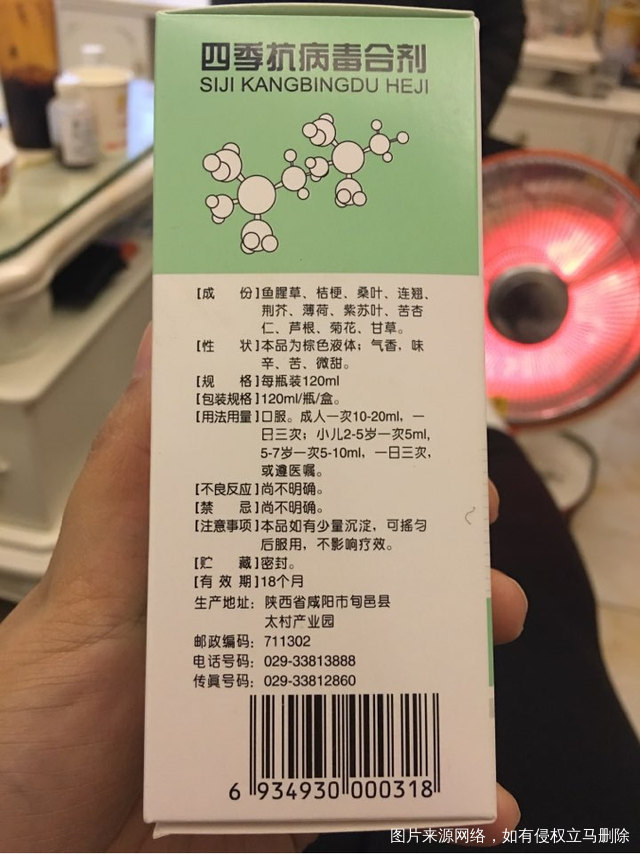 四季抗病毒合剂
SIJI KANGBINGDU HEJI
[成 份]鱼腥草、桔梗、桑叶、连翘、
荆芥、薄荷、紫苏叶、苦杏
仁、芦根、菊花、甘草。
[性 状]本品为棕色液体；气香，味
辛、苦、微甜。
[规 格]每瓶装120ml
[包装规格]120ml/瓶/盒。
[用法用量]口服。成人一次10-20ml，一
日三次；小儿2-5岁一次5ml，
5-7岁一次5-10ml，一日三次，
或遵医嘱。
[不良反应]尚不明确。
[禁 忌]尚不明确。
[注意事项]本品如有少量沉淀，可摇匀
后服用，不影响疗效。
[贮 藏]密封。
[有 效 期]18个月
生产地址：陕西省咸阳市旬邑县
太村产业园
邮政编码：711302
电话号码：029-33813888
传真号码：029-33812860
6 934930 000318
图片来源网络，如有侵权立马删除